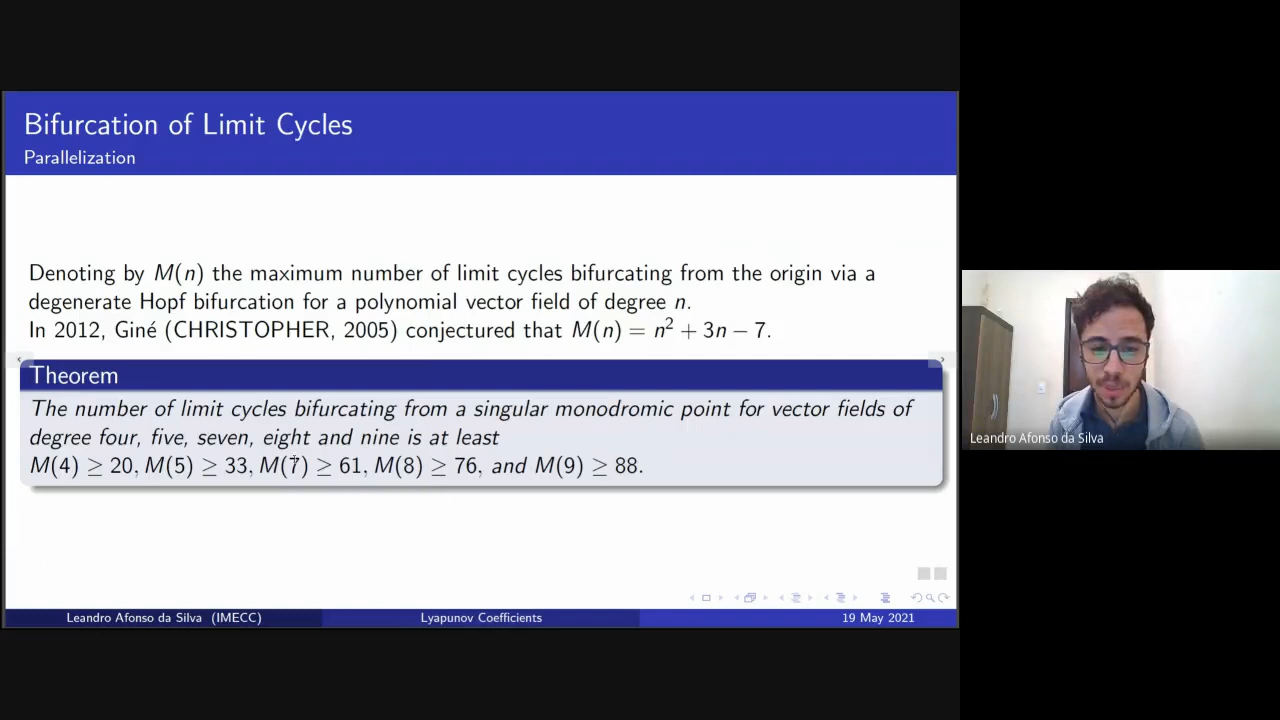 Bifurcation of Limit Cycles
Parallelization
Denoting by M(n) the maximum number of limit cycles bifurcating from the origin via a
degenerate Hopf bifurcation for a polynomial vector field of degree n.
In 2012, Giné (CHRISTOPHER, 2005) conjectured that M(n) = n² + 3n − 7.
Theorem
The number of limit cycles bifurcating from a singular monodromic point for vector fields of
degree four, five, seven, eight and nine is at least
M(4) ≥ 20, M(5) ≥ 33, M(7) ≥ 61, M(8) ≥ 76, and M(9) ≥ 88.
Leandro Afonso da Silva
Leandro Afonso da Silva (IMECC) Lyapunov Coefficients 19 May 2021